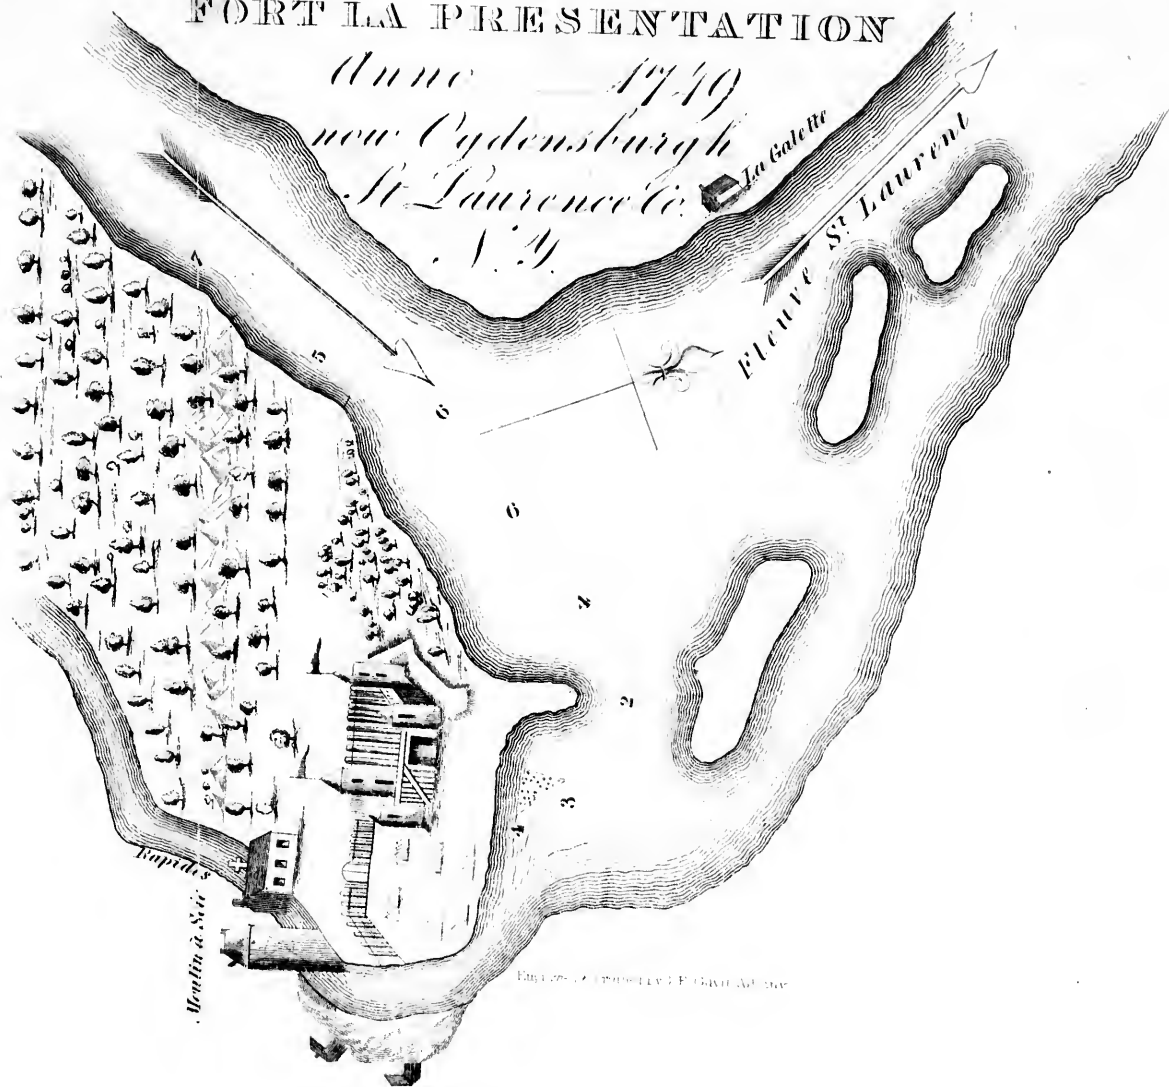 FORT LA PRESENTATION
Anno 1749
now Oydensburgh
St Laurence Co.
N.Y.
La Galette
Fleuve St Laurent
5
6
6
4
2
3
4
Rapides
Moulin à Scie